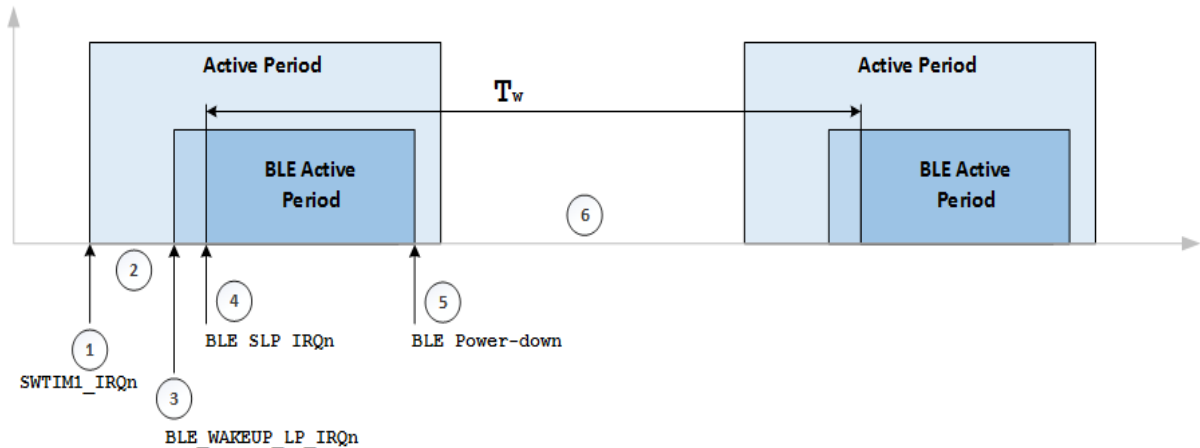 Active Period
Active Period
Tw
BLE Active
Period
BLE Active
Period
6
2
4
5
BLE SLP IRQn
BLE Power-down
1
SWTIM1_IRQn
3
BLE_WAKEUP_LP_IRQn